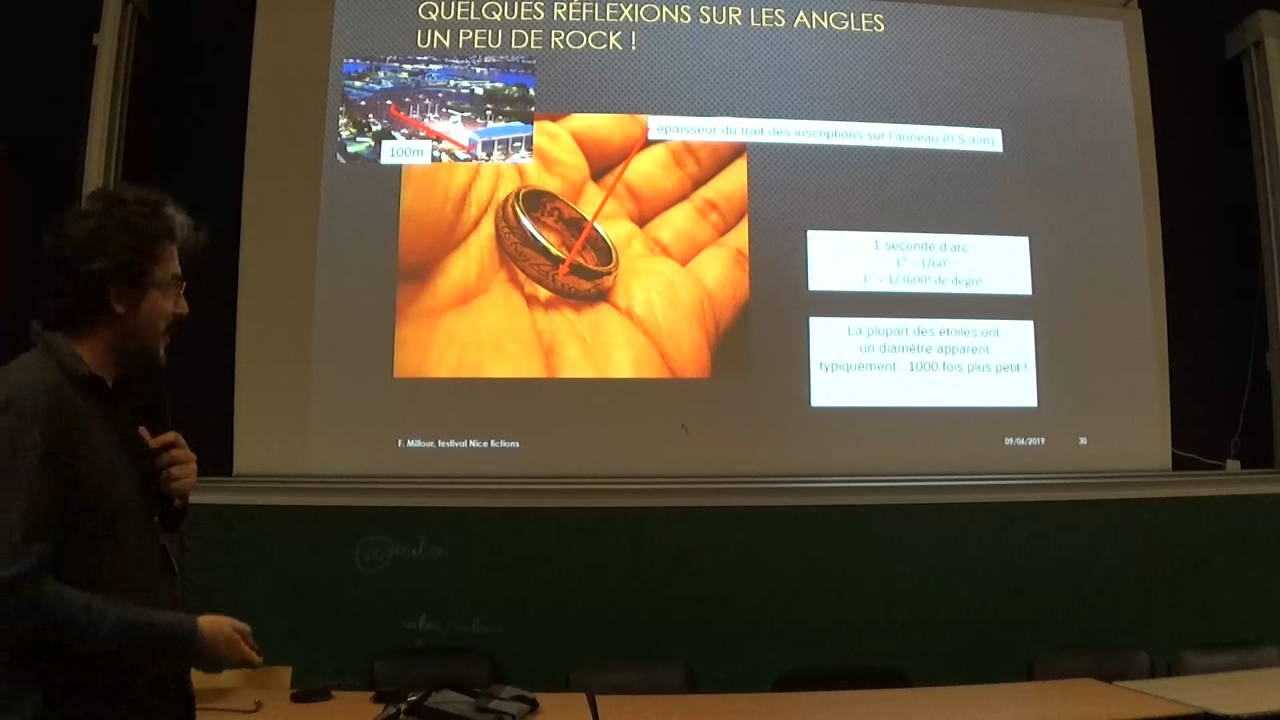 QUELQUES RÉFLEXIONS SUR LES ANGLES
UN PEU DE ROCK !
100m
épaisseur du trait des inscriptions sur l'anneau (0.5 mm)
1 seconde d'arc
1" = 1/60'
1" = 1/3600° de degré
La plupart des étoiles ont
un diamètre apparent
typiquement 1000 fois plus petit !
F. Millour, festival Nice fictions
09/04/2019
30